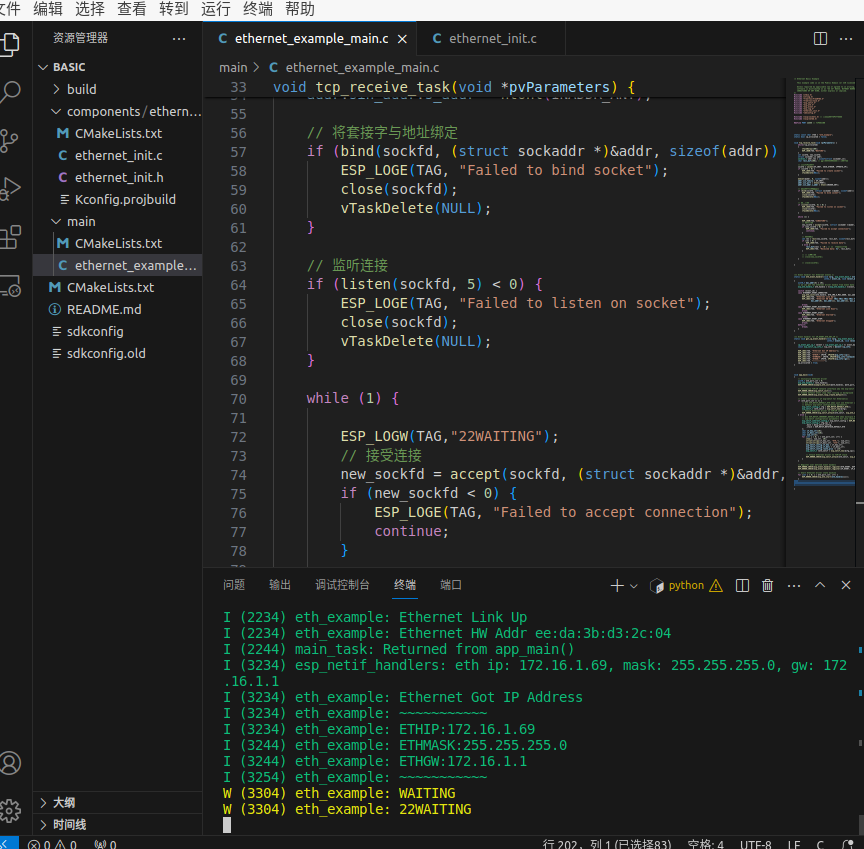 文件 编辑 选择 查看 转到 运行 终端 帮助
资源管理器 ···
BASIC
build
components/ethern...
M CMakeLists.txt
C ethernet_init.c
C ethernet_init.h
Kconfig.projbuild
main
M CMakeLists.txt
C ethernet_example...
M CMakeLists.txt
README.md
sdkconfig
sdkconfig.old
大纲
时间线
C ethernet_example_main.c ×
C ethernet_init.c
main > C ethernet_example_main.c
33 void tcp_receive_task(void *pvParameters) {
55
56 // 将套接字与地址绑定
57 if (bind(sockfd, (struct sockaddr *)&addr, sizeof(addr))
58 ESP_LOGE(TAG, "Failed to bind socket");
59 close(sockfd);
60 vTaskDelete(NULL);
61 }
62
63 // 监听连接
64 if (listen(sockfd, 5) < 0) {
65 ESP_LOGE(TAG, "Failed to listen on socket");
66 close(sockfd);
67 vTaskDelete(NULL);
68 }
69
70 while (1) {
71
72 ESP_LOGW(TAG,"22WAITING");
73 // 接受连接
74 new_sockfd = accept(sockfd, (struct sockaddr *)&addr,
75 if (new_sockfd < 0) {
76 ESP_LOGE(TAG, "Failed to accept connection");
77 continue;
78 }
问题 输出 调试控制台 终端 端口 python
I (2234) eth_example: Ethernet Link Up
I (2234) eth_example: Ethernet HW Addr ee:da:3b:d3:2c:04
I (2244) main_task: Returned from app_main()
I (3234) esp_netif_handlers: eth ip: 172.16.1.69, mask: 255.255.255.0, gw: 172
.16.1.1
I (3234) eth_example: Ethernet Got IP Address
I (3234) eth_example: ~~~~~~~~~~~
I (3234) eth_example: ETHIP:172.16.1.69
I (3244) eth_example: ETHMASK:255.255.255.0
I (3244) eth_example: ETHGW:172.16.1.1
I (3254) eth_example: ~~~~~~~~~~~
W (3304) eth_example: WAITING
W (3304) eth_example: 22WAITING
0 0 0 行 202，列 1 (已选择83) 空格: 4 UTF-8 LF C